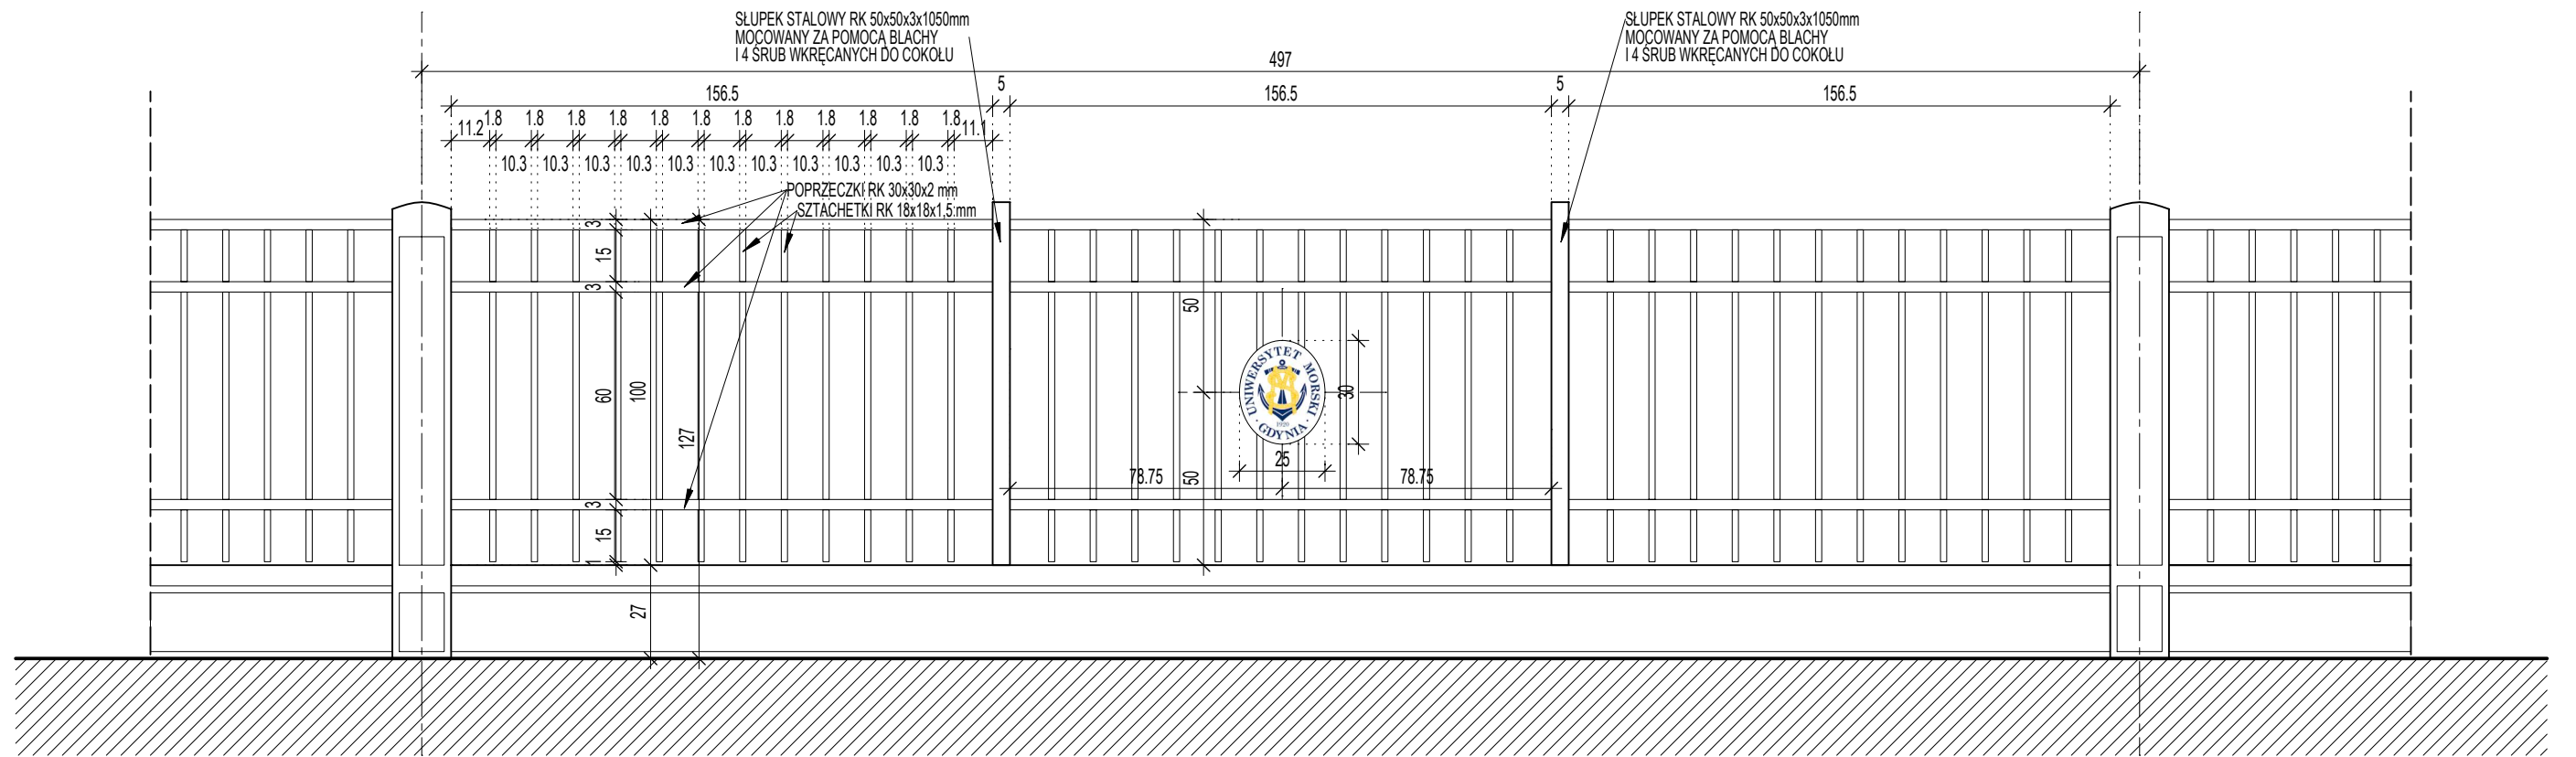 SŁUPEK STALOWY RK 50x50x3x1050mm
MOCOWANY ZA POMOCĄ BLACHY
I 4 ŚRUB WKRĘCANYCH DO COKOŁU
SŁUPEK STALOWY RK 50x50x3x1050mm
MOCOWANY ZA POMOCĄ BLACHY
I 4 ŚRUB WKRĘCANYCH DO COKOŁU
497
156.5 5 156.5 5 156.5
1.8 1.8 1.8 1.8 1.8 1.8 1.8 1.8 1.8 1.8 1.8 1.8
11.2 11.1
10.3 10.3 10.3 10.3 10.3 10.3 10.3 10.3 10.3 10.3 10.3
POPRZECZKI RK 30x30x2 mm
SZTACHETKI RK 18x18x1,5 mm
3
15
3
60
3
15
1
100
27
127
50
50
UNIWERSYTET MORSKI
1920
GDYNIA
30
25
78.75 78.75